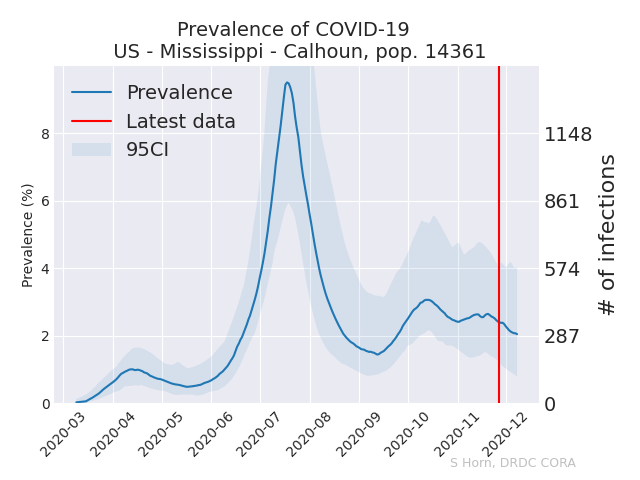 Prevalence of COVID-19
US - Mississippi - Calhoun, pop. 14361
Prevalence
Latest data
95CI
Prevalence (%)
8
6
4
2
0
1148
861
574
287
0
# of infections
2020-03
2020-04
2020-05
2020-06
2020-07
2020-08
2020-09
2020-10
2020-11
2020-12
S Horn, DRDC CORA